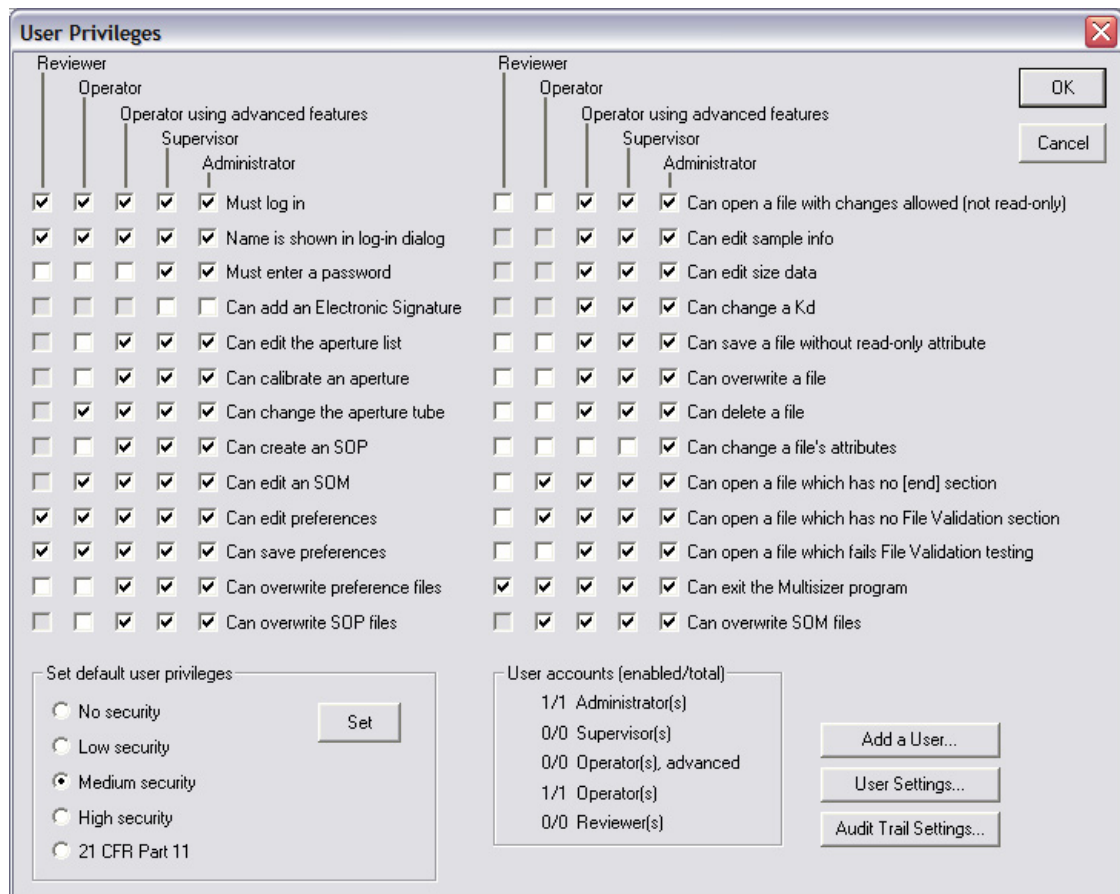 User Privileges
Reviewer
Operator
Operator using advanced features
Supervisor
Administrator
Must log in
Name is shown in log-in dialog
Must enter a password
Can add an Electronic Signature
Can edit the aperture list
Can calibrate an aperture
Can change the aperture tube
Can create an SOP
Can edit an SOM
Can edit preferences
Can save preferences
Can overwrite preference files
Can overwrite SOP files
Reviewer
Operator
Operator using advanced features
Supervisor
Administrator
Can open a file with changes allowed (not read-only)
Can edit sample info
Can edit size data
Can change a Kd
Can save a file without read-only attribute
Can overwrite a file
Can delete a file
Can change a file's attributes
Can open a file which has no [end] section
Can open a file which has no File Validation section
Can open a file which fails File Validation testing
Can exit the Multisizer program
Can overwrite SOM files
OK
Cancel
Set default user privileges
No security
Low security
Medium security
High security
21 CFR Part 11
Set
User accounts (enabled/total)
1/1 Administrator(s)
0/0 Supervisor(s)
0/0 Operator(s), advanced
1/1 Operator(s)
0/0 Reviewer(s)
Add a User...
User Settings...
Audit Trail Settings...